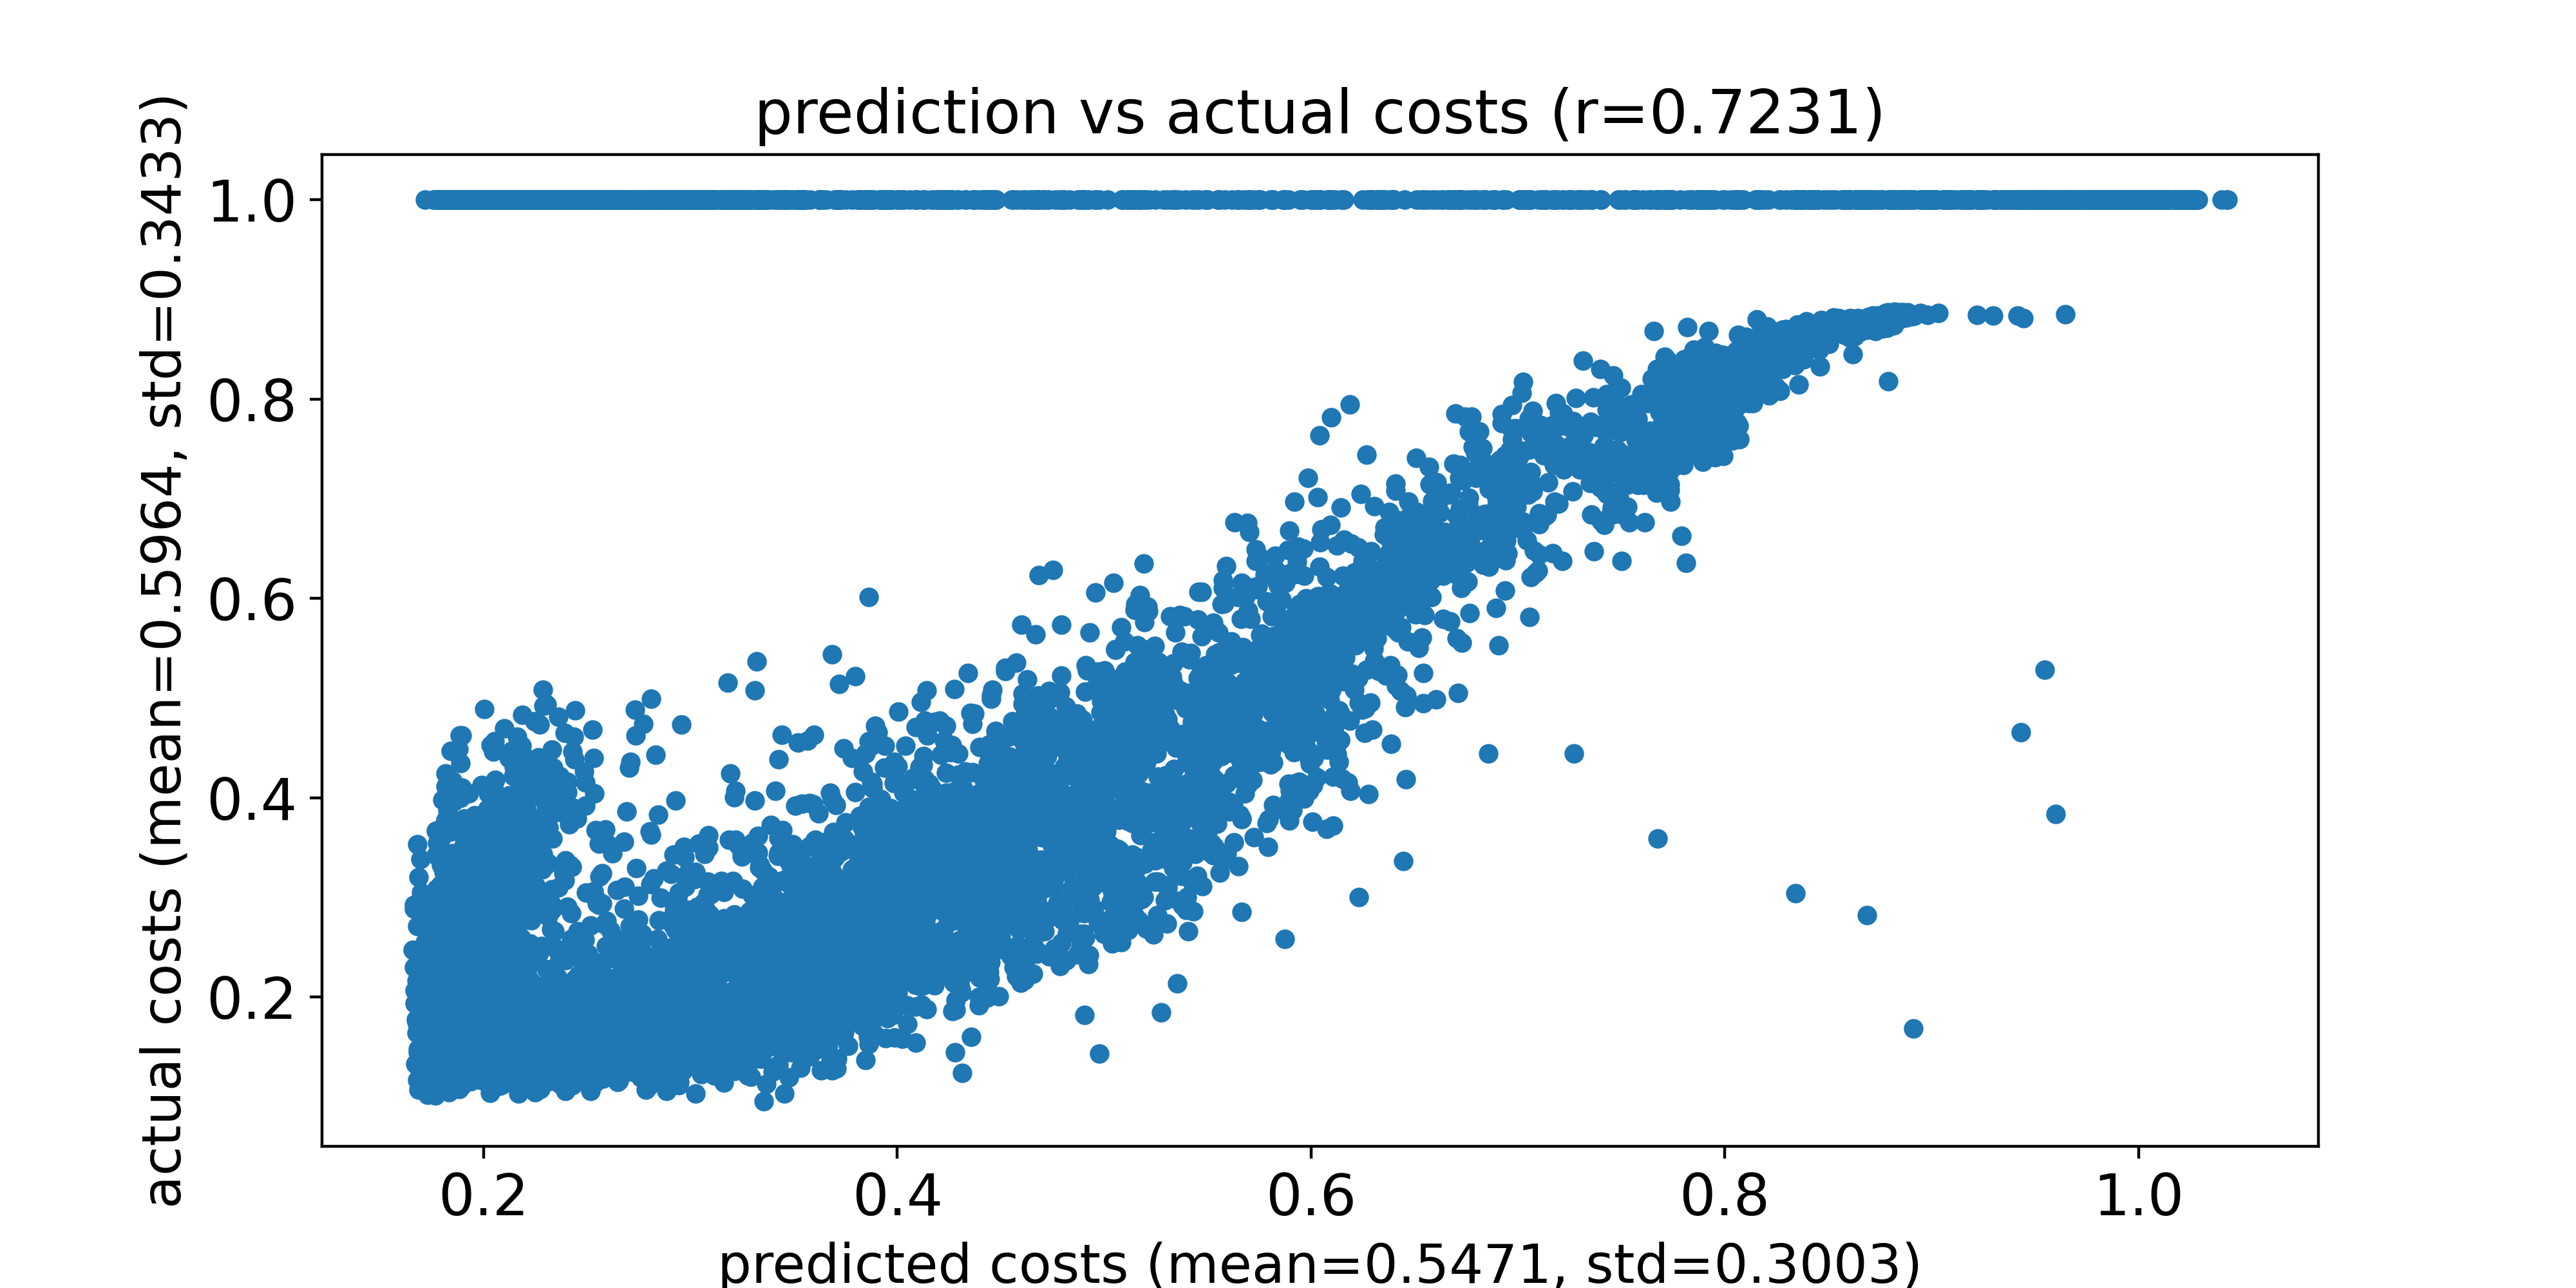 prediction vs actual costs (r=0.7231)
actual costs (mean=0.5964, std=0.3433)
1.0
0.8
0.6
0.4
0.2
0.2 0.4 0.6 0.8 1.0
predicted costs (mean=0.5471, std=0.3003)